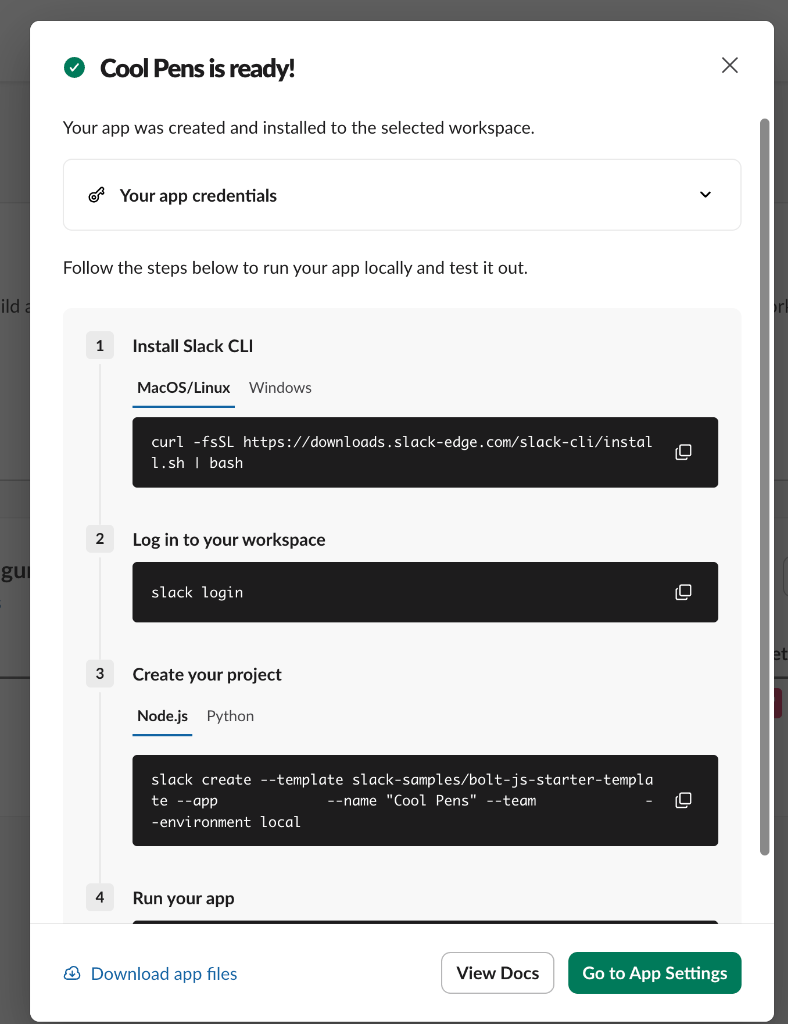 Cool Pens is ready!
Your app was created and installed to the selected workspace.
Your app credentials
Follow the steps below to run your app locally and test it out.
1 Install Slack CLI
MacOS/Linux Windows
curl -fsSL https://downloads.slack-edge.com/slack-cli/instal
l.sh | bash
2 Log in to your workspace
slack login
3 Create your project
Node.js Python
slack create --template slack-samples/bolt-js-starter-templa
te --app --name "Cool Pens" --team -
-environment local
4 Run your app
Download app files View Docs Go to App Settings